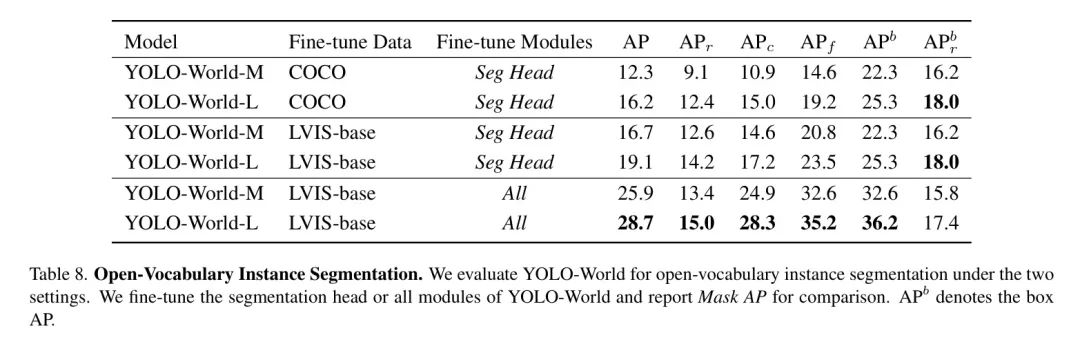 Model Fine-tune Data Fine-tune Modules AP APr APc APf APb APbr
YOLO-World-M COCO Seg Head 12.3 9.1 10.9 14.6 22.3 16.2
YOLO-World-L COCO Seg Head 16.2 12.4 15.0 19.2 25.3 18.0
YOLO-World-M LVIS-base Seg Head 16.7 12.6 14.6 20.8 22.3 16.2
YOLO-World-L LVIS-base Seg Head 19.1 14.2 17.2 23.5 25.3 18.0
YOLO-World-M LVIS-base All 25.9 13.4 24.9 32.6 32.6 15.8
YOLO-World-L LVIS-base All 28.7 15.0 28.3 35.2 36.2 17.4
Table 8. Open-Vocabulary Instance Segmentation. We evaluate YOLO-World for open-vocabulary instance segmentation under the two
settings. We fine-tune the segmentation head or all modules of YOLO-World and report Mask AP for comparison. APb denotes the box
AP.